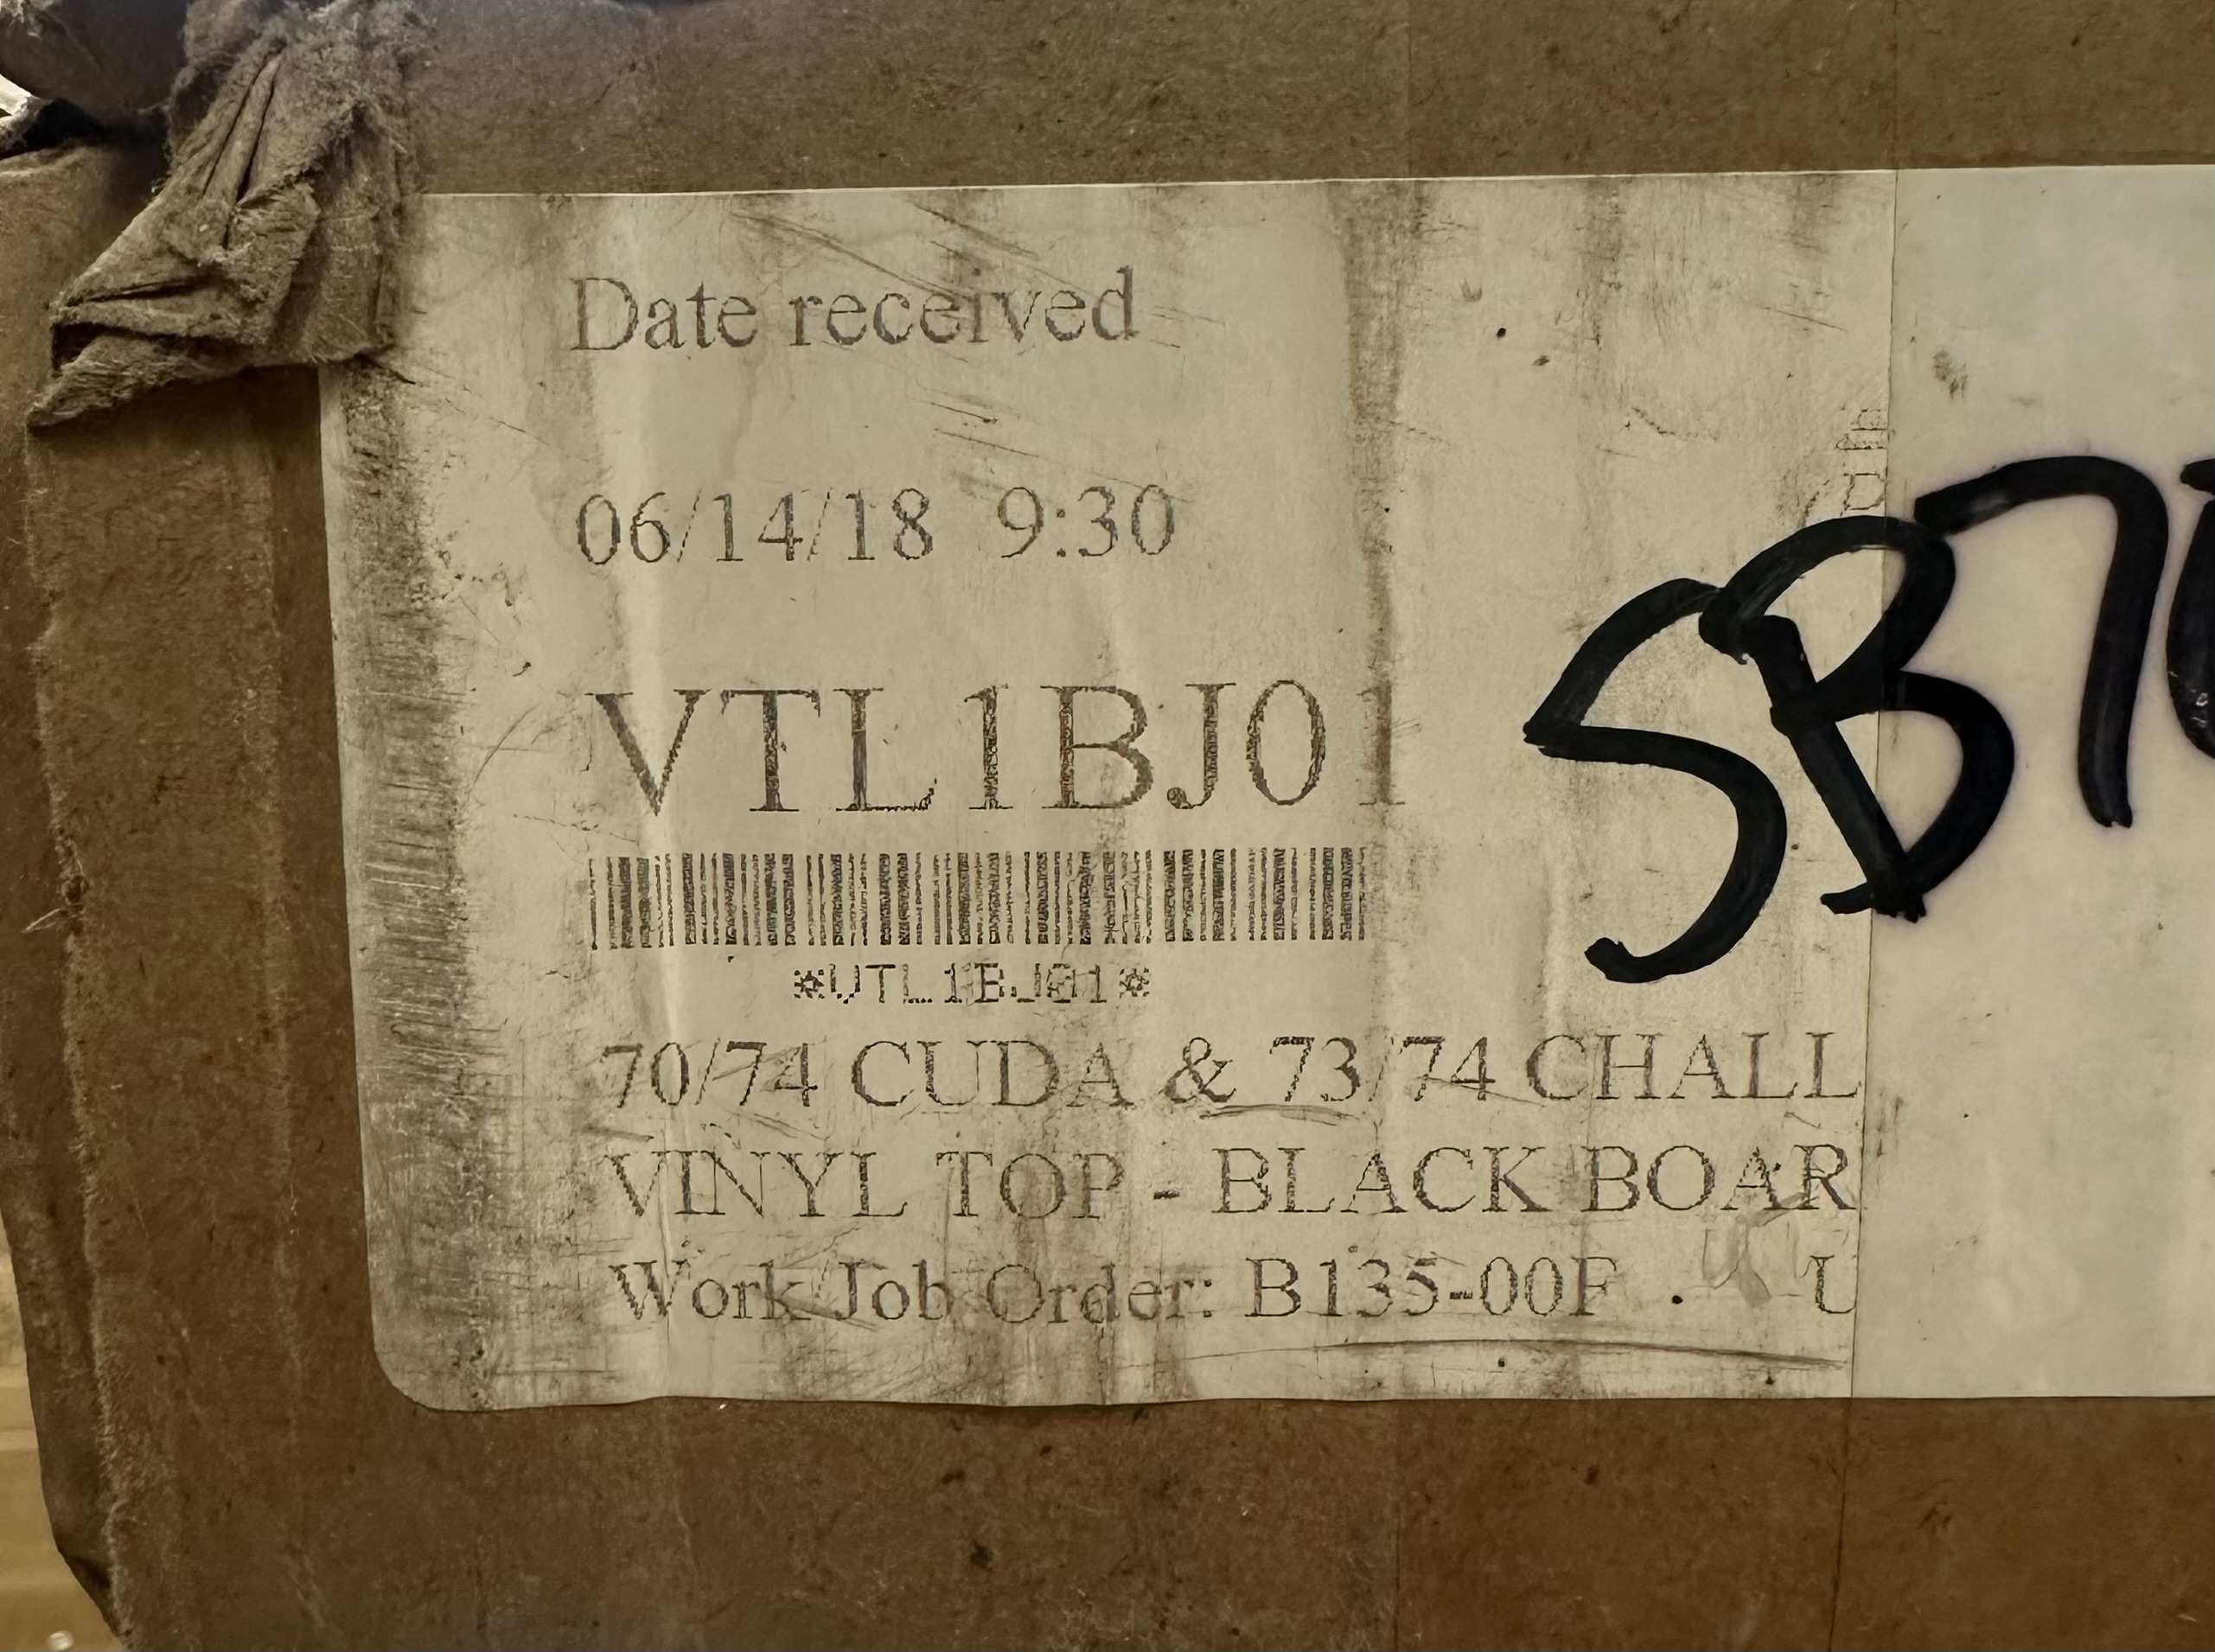 Date received
06/14/18 9:30
VTL1BJ01
*VTL1BJ01*
70/74 CUDA & 73/74 CHALL
VINYL TOP - BLACK BOAR
Work/Job Order: B135-00F . U
SB7